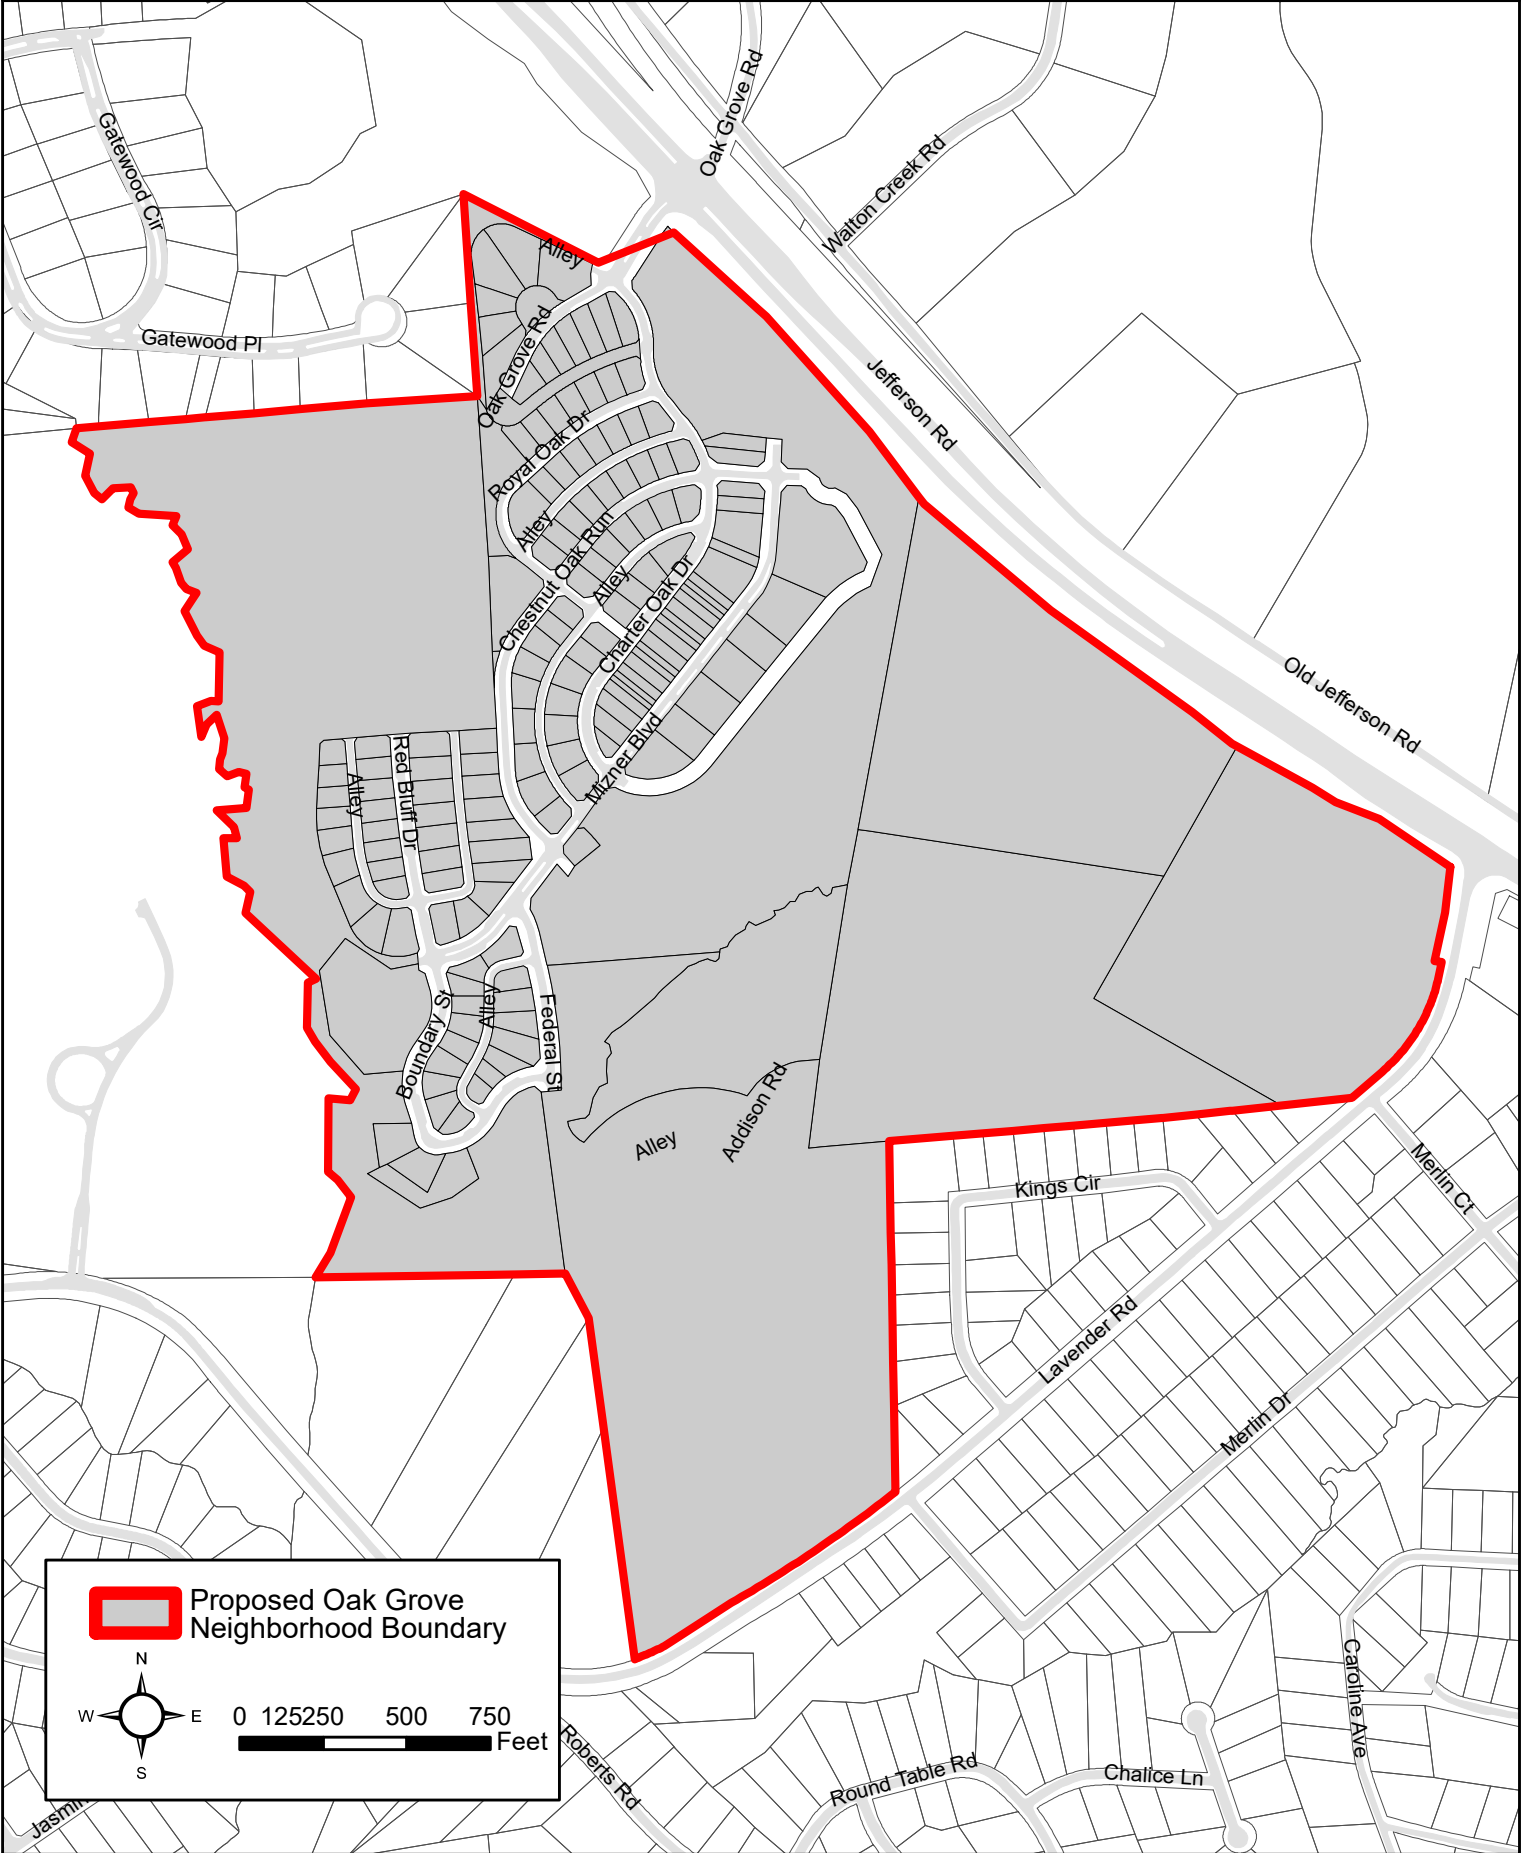 Oak Grove Rd
Gatewood Cir
Walton Creek Rd
Alley
Gatewood Pl
Oak Grove Rd
Jefferson Rd
Royal Oak Dr
Alley
Chestnut Oak Run
Alley
Charter Oak Dr
Old Jefferson Rd
Mizner Blvd
Red Bluff Dr
Alley
Boundary St
Alley
Federal St
Addison Rd
Alley
Kings Cir
Merlin Ct
Lavender Rd
Merlin Dr
Proposed Oak Grove
Neighborhood Boundary
N
W E
S
0 125250 500 750
Feet
Caroline Ave
Roberts Rd
Round Table Rd
Chalice Ln